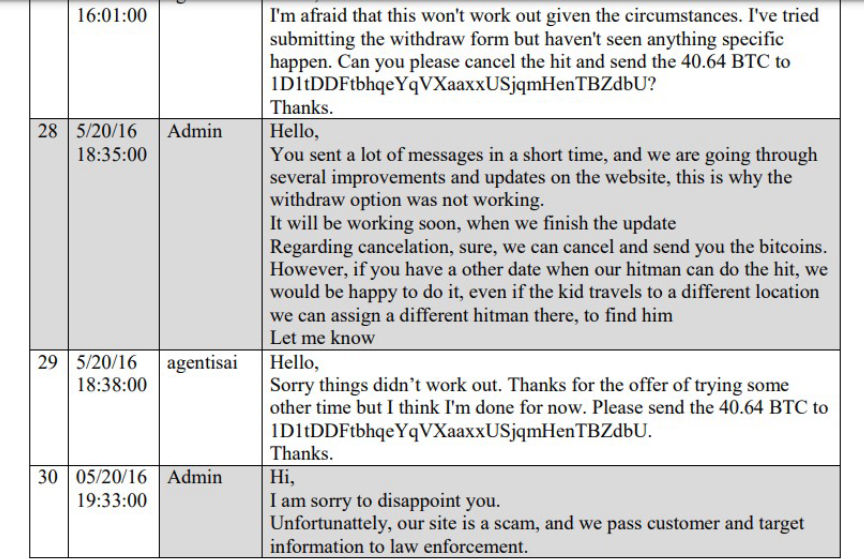 16:01:00
I'm afraid that this won't work out given the circumstances. I've tried
submitting the withdraw form but haven't seen anything specific
happen. Can you please cancel the hit and send the 40.64 BTC to
1D1tDDFtbhqeYqVXaaxxUSjqmHenTBZdbU?
Thanks.
28 5/20/16 Admin Hello,
18:35:00 You sent a lot of messages in a short time, and we are going through
several improvements and updates on the website, this is why the
withdraw option was not working.
It will be working soon, when we finish the update
Regarding cancelation, sure, we can cancel and send you the bitcoins.
However, if you have a other date when our hitman can do the hit, we
would be happy to do it, even if the kid travels to a different location
we can assign a different hitman there, to find him
Let me know
29 5/20/16 agentisai Hello,
18:38:00 Sorry things didn’t work out. Thanks for the offer of trying some
other time but I think I'm done for now. Please send the 40.64 BTC to
1D1tDDFtbhqeYqVXaaxxUSjqmHenTBZdbU.
Thanks.
30 05/20/16 Admin Hi,
19:33:00 I am sorry to disappoint you.
Unfortunattely, our site is a scam, and we pass customer and target
information to law enforcement.